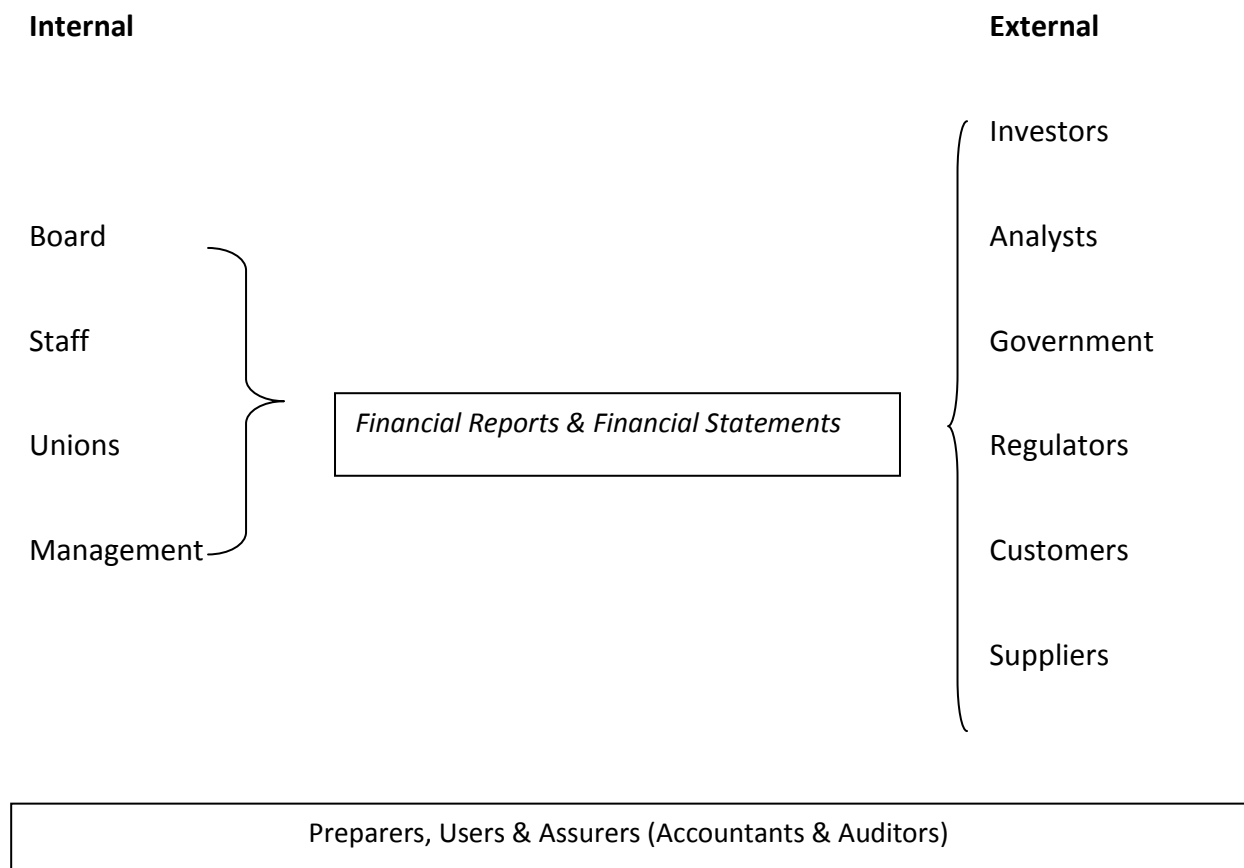 Internal
External
Investors
Board
Analysts
Staff
Government
Financial Reports & Financial Statements
Unions
Regulators
Management
Customers
Suppliers
Preparers, Users & Assurers (Accountants & Auditors)